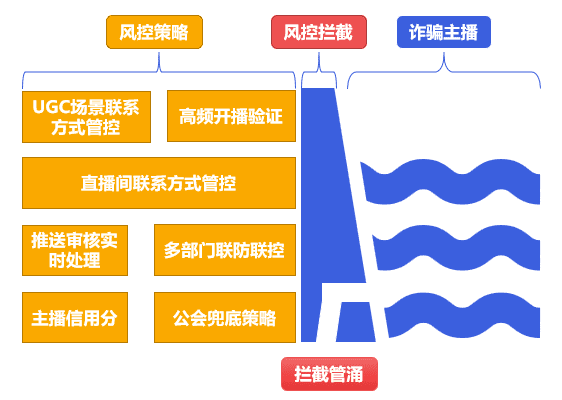 风控策略
风控拦截
诈骗主播
UGC场景联系
方式管控
高频开播验证
直播间联系方式管控
推送审核实
时处理
多部门联防联控
主播信用分
公会兜底策略
拦截管涌